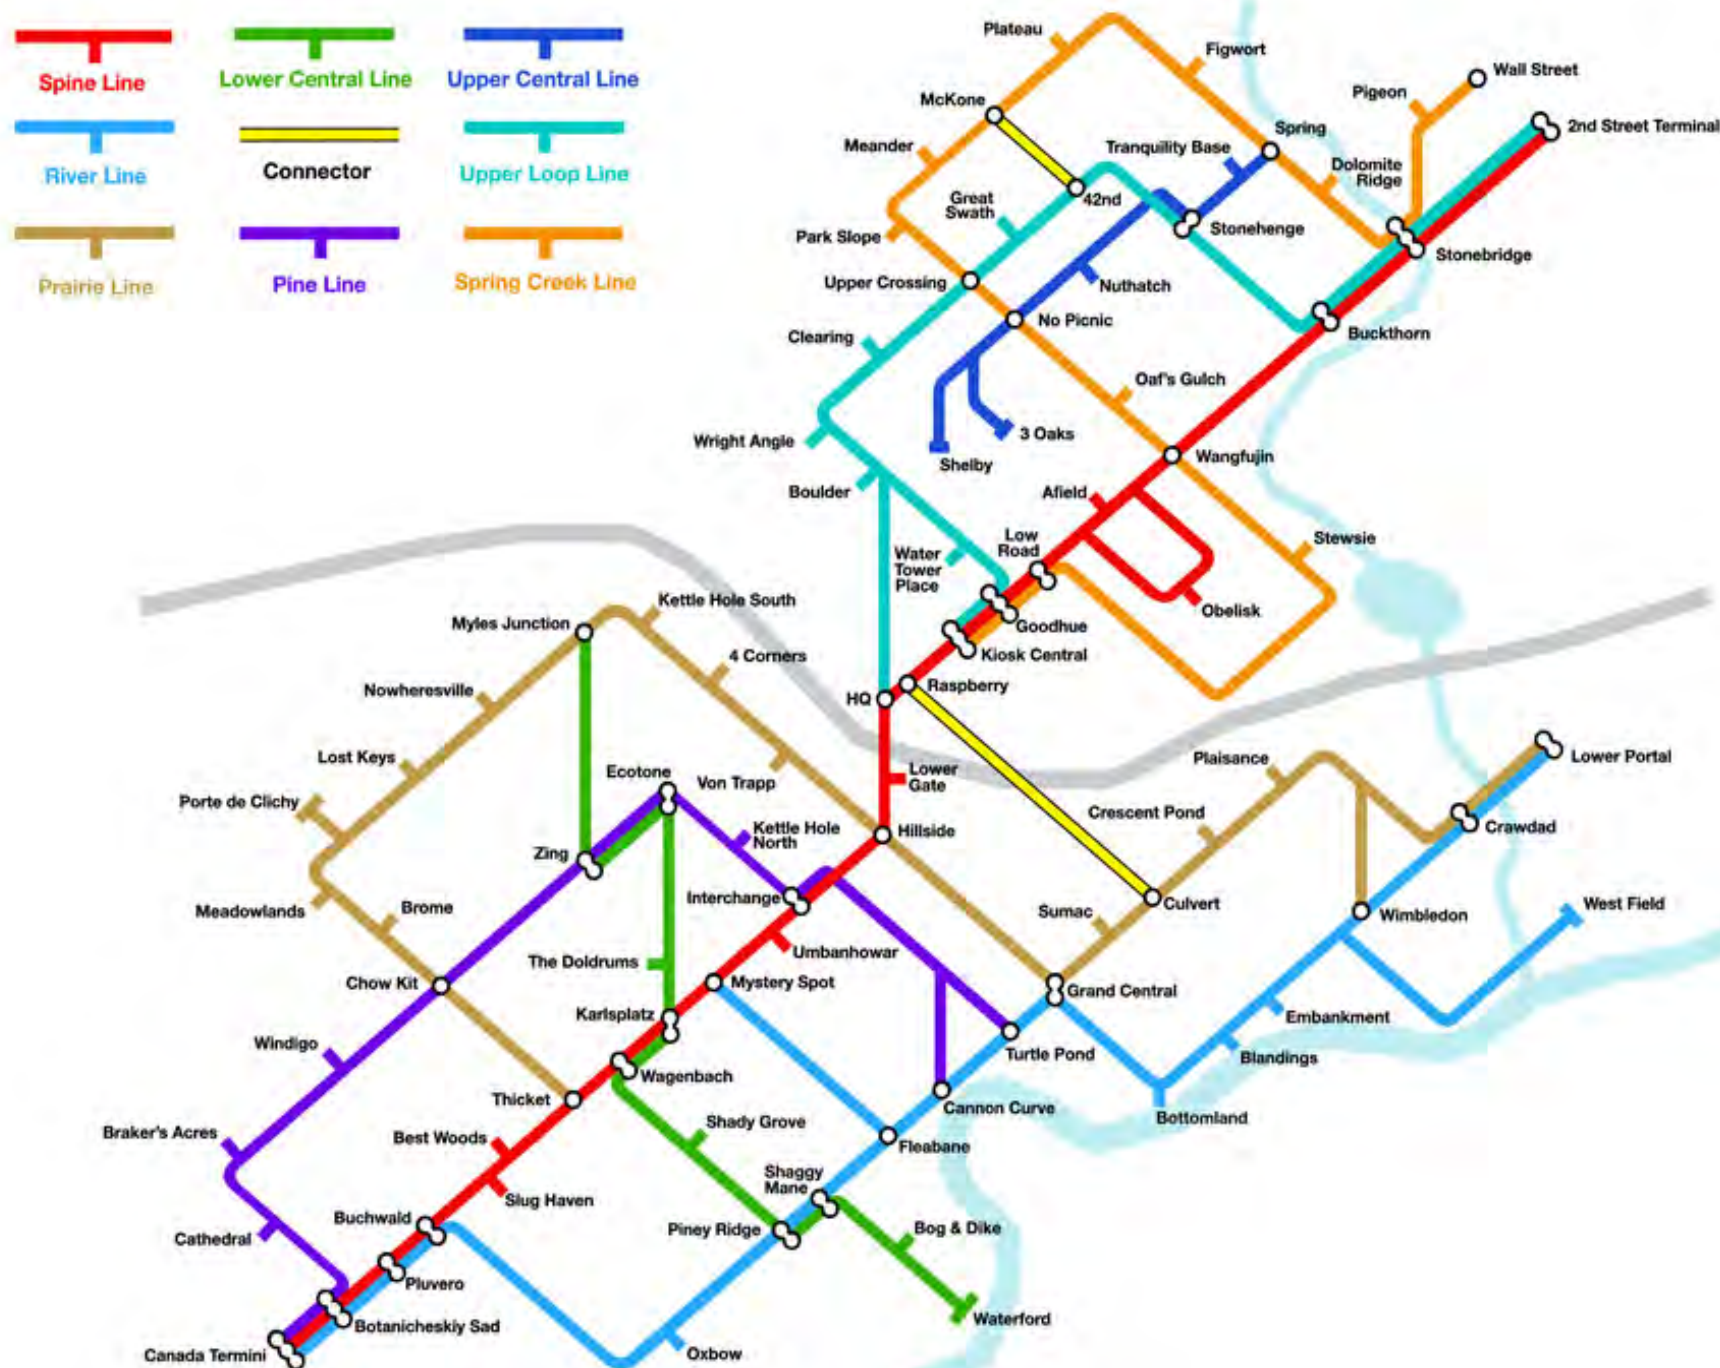 Spine Line
Lower Central Line
Upper Central Line
River Line
Connector
Upper Loop Line
Prairie Line
Pine Line
Spring Creek Line
Plateau
Figwort
Wall Street
Pigeon
McKone
2nd Street Terminal
Spring
Meander
Tranquility Base
Dolomite
Ridge
Great
Swath
42nd
Park Slope
Stonehenge
Stonebridge
Upper Crossing
Nuthatch
No Picnic
Clearing
Buckthorn
Oaf's Gulch
Wright Angle
3 Oaks
Shelby
Wangfujin
Boulder
Afield
Low
Road
Stewsie
Water
Tower
Place
Obelisk
Kettle Hole South
Myles Junction
Goodhue
Kiosk Central
4 Corners
Nowheresville
Raspberry
HQ
Lost Keys
Ecotone
Von Trapp
Lower
Gate
Plaisance
Lower Portal
Porte de Clichy
Crescent Pond
Kettle Hole
North
Hillside
Crawdad
Zing
Meadowlands
Brome
Interchange
Sumac
Culvert
Wimbledon
West Field
Umbanhowar
The Doldrums
Chow Kit
Mystery Spot
Grand Central
Karlsplatz
Embankment
Windigo
Turtle Pond
Blandings
Wagenbach
Thicket
Cannon Curve
Bottomland
Braker's Acres
Best Woods
Shady Grove
Fleabane
Shaggy
Mane
Slug Haven
Buchwald
Cathedral
Piney Ridge
Bog & Dike
Pluvero
Botanicheskiy Sad
Waterford
Canada Termini
Oxbow